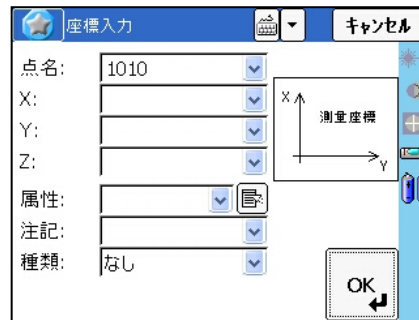 座標入力 キャンセル
点名: 1010
X:
Y:
Z:
X
測量座標
Y
属性:
注記:
種類: なし
OK